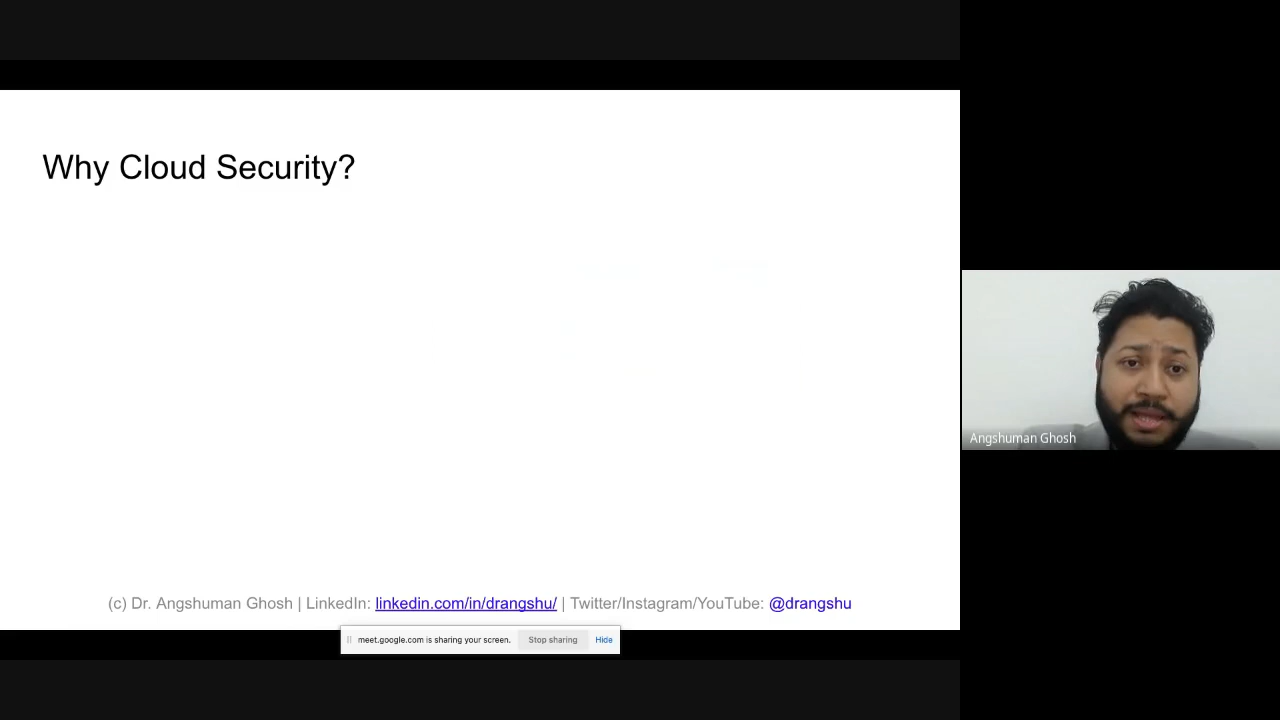 Why Cloud Security?
(c) Dr. Angshuman Ghosh | LinkedIn: linkedin.com/in/drangshu/ | Twitter/Instagram/YouTube: @drangshu
meet.google.com is sharing your screen. Stop sharing Hide
Angshuman Ghosh